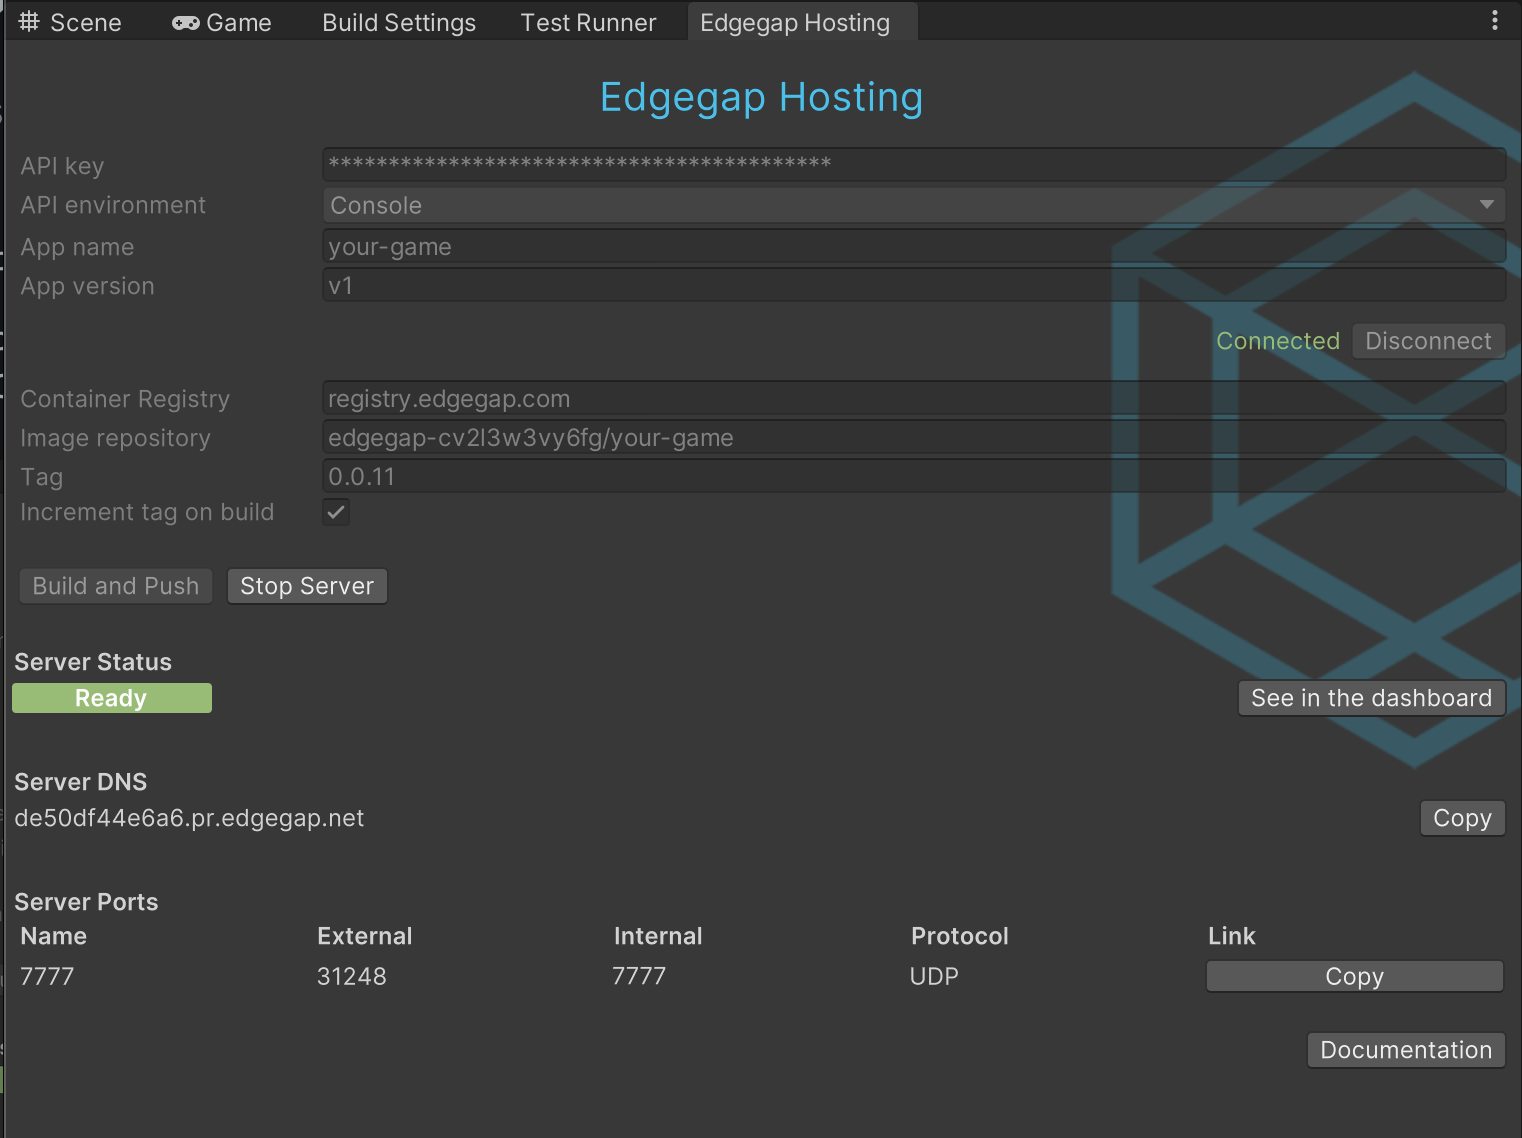 Scene Game Build Settings Test Runner Edgegap Hosting
Edgegap Hosting
API key ******************************************
API environment Console
App name your-game
App version v1
Connected Disconnect
Container Registry registry.edgegap.com
Image repository edgegap-cv2l3w3vy6fg/your-game
Tag 0.0.11
Increment tag on build
Build and Push Stop Server
Server Status
Ready See in the dashboard
Server DNS
de50df44e6a6.pr.edgegap.net Copy
Server Ports
Name External Internal Protocol Link
7777 31248 7777 UDP Copy
Documentation